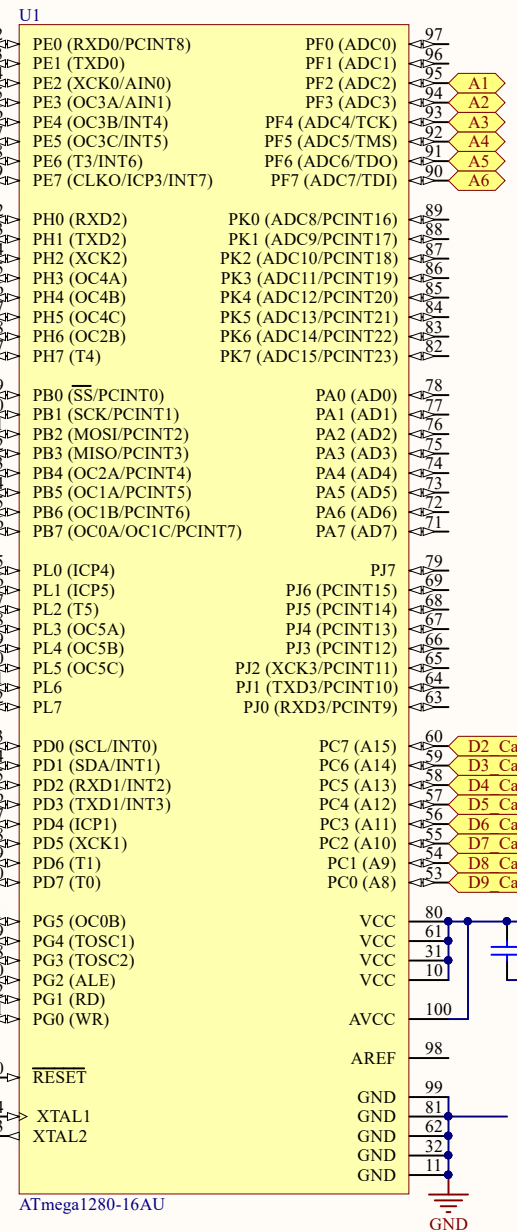 U1
PE0 (RXD0/PCINT8) PF0 (ADC0) 97
PE1 (TXD0) PF1 (ADC1) 96
PE2 (XCK0/AIN0) PF2 (ADC2) 95 A1
PE3 (OC3A/AIN1) PF3 (ADC3) 94 A2
PE4 (OC3B/INT4) PF4 (ADC4/TCK) 93 A3
PE5 (OC3C/INT5) PF5 (ADC5/TMS) 92 A4
PE6 (T3/INT6) PF6 (ADC6/TDO) 91 A5
PE7 (CLKO/ICP3/INT7) PF7 (ADC7/TDI) 90 A6
PH0 (RXD2) PK0 (ADC8/PCINT16) 89
PH1 (TXD2) PK1 (ADC9/PCINT17) 88
PH2 (XCK2) PK2 (ADC10/PCINT18) 87
PH3 (OC4A) PK3 (ADC11/PCINT19) 86
PH4 (OC4B) PK4 (ADC12/PCINT20) 85
PH5 (OC4C) PK5 (ADC13/PCINT21) 84
PH6 (OC2B) PK6 (ADC14/PCINT22) 83
PH7 (T4) PK7 (ADC15/PCINT23) 82
PB0 (SS/PCINT0) PA0 (AD0) 78
PB1 (SCK/PCINT1) PA1 (AD1) 77
PB2 (MOSI/PCINT2) PA2 (AD2) 76
PB3 (MISO/PCINT3) PA3 (AD3) 75
PB4 (OC2A/PCINT4) PA4 (AD4) 74
PB5 (OC1A/PCINT5) PA5 (AD5) 73
PB6 (OC1B/PCINT6) PA6 (AD6) 72
PB7 (OC0A/OC1C/PCINT7) PA7 (AD7) 71
PL0 (ICP4) PJ7 79
PL1 (ICP5) PJ6 (PCINT15) 69
PL2 (T5) PJ5 (PCINT14) 68
PL3 (OC5A) PJ4 (PCINT13) 67
PL4 (OC5B) PJ3 (PCINT12) 66
PL5 (OC5C) PJ2 (XCK3/PCINT11) 65
PL6 PJ1 (TXD3/PCINT10) 64
PL7 PJ0 (RXD3/PCINT9) 63
PD0 (SCL/INT0) PC7 (A15) 60 D2_Ca
PD1 (SDA/INT1) PC6 (A14) 59 D3_Ca
PD2 (RXD1/INT2) PC5 (A13) 58 D4_Ca
PD3 (TXD1/INT3) PC4 (A12) 57 D5_Ca
PD4 (ICP1) PC3 (A11) 56 D6_Ca
PD5 (XCK1) PC2 (A10) 55 D7_Ca
PD6 (T1) PC1 (A9) 54 D8_Ca
PD7 (T0) PC0 (A8) 53 D9_Ca
PG5 (OC0B) VCC 80
PG4 (TOSC1) VCC 61
PG3 (TOSC2) VCC 31
PG2 (ALE) VCC 10
PG1 (RD)
PG0 (WR) AVCC 100
AREF 98
RESET
GND 99
XTAL1 GND 81
XTAL2 GND 62
GND 32
GND 11
ATmega1280-16AU
GND